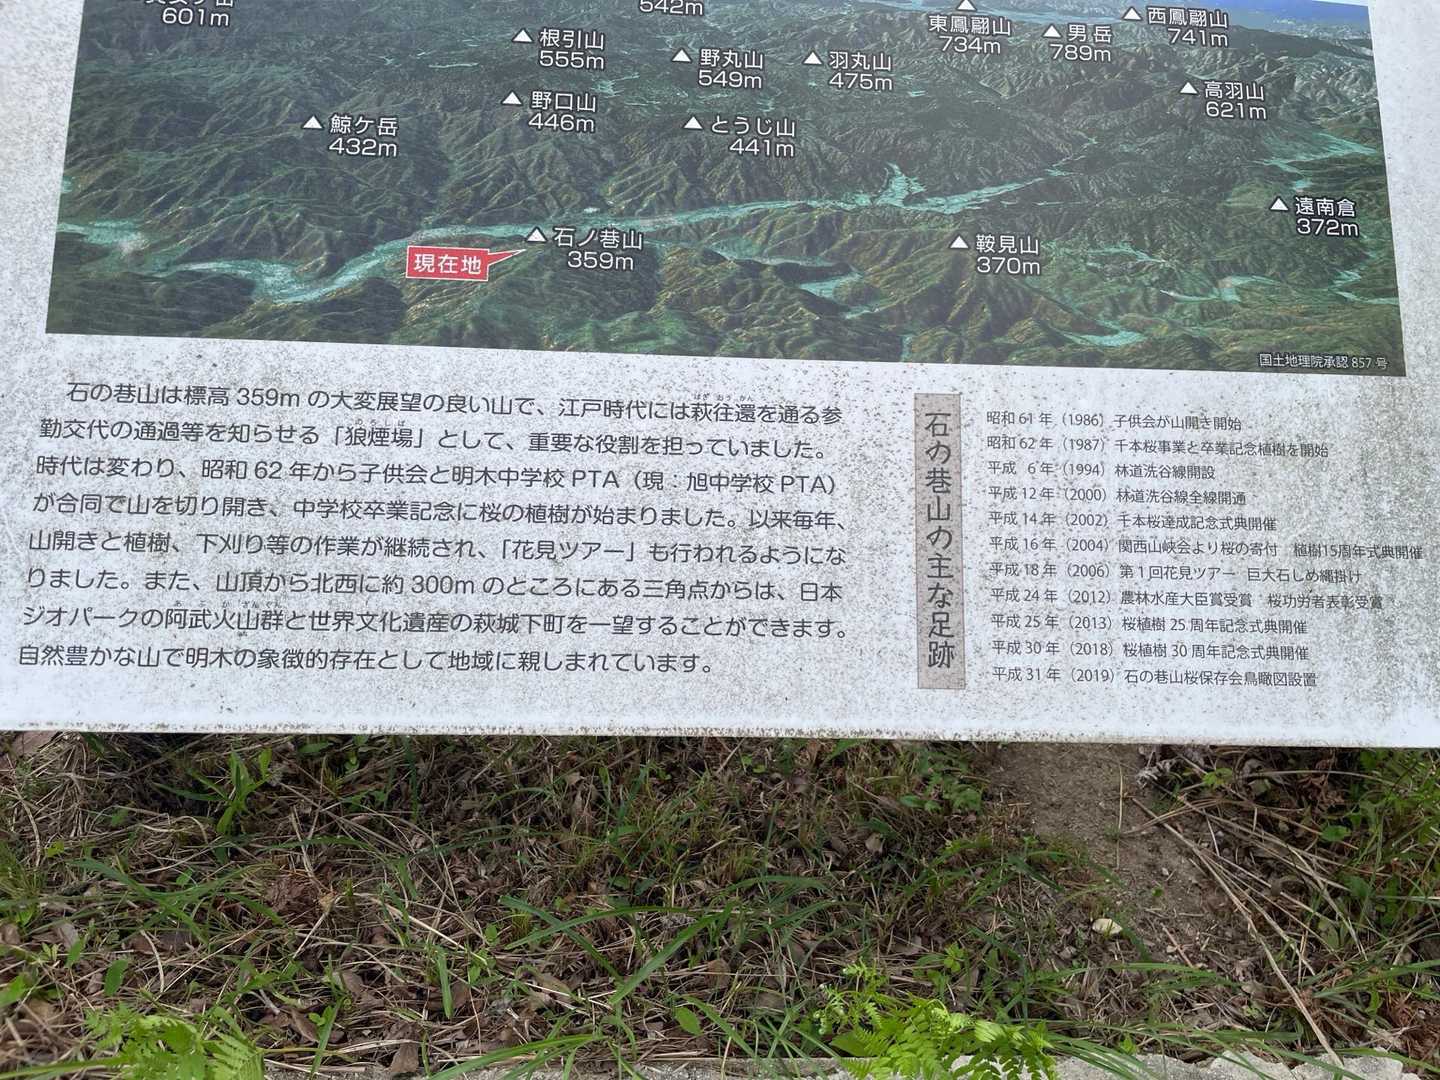 601m
542m
東鳳翩山
734m
男岳
789m
西鳳翩山
741m
根引山
555m
野丸山
549m
羽丸山
475m
高羽山
621m
野口山
446m
鯨ケ岳
432m
とうじ山
441m
遠南倉
372m
石ノ巷山
359m
鞍見山
370m
現在地
国土地理院承認 857 号
石の巷山は標高 359m の大変展望の良い山で、江戸時代には萩往還を通る参
勤交代の通過等を知らせる「狼煙場」として、重要な役割を担っていました。
時代は変わり、昭和 62 年から子供会と明木中学校 PTA（現：旭中学校 PTA）
が合同で山を切り開き、中学校卒業記念に桜の植樹が始まりました。以来毎年、
山開きと植樹、下刈り等の作業が継続され、「花見ツアー」も行われるようにな
りました。また、山頂から北西に約 300m のところにある三角点からは、日本
ジオパークの阿武火山群と世界文化遺産の萩城下町を一望することができます。
自然豊かな山で明木の象徴的存在として地域に親しまれています。
石の巷山の主な足跡
昭和 61 年（1986）子供会が山開き開始
昭和 62 年（1987）千本桜事業と卒業記念植樹を開始
平成 6 年（1994）林道洗谷線開設
平成 12 年（2000）林道洗谷線全線開通
平成 14 年（2002）千本桜達成記念式典開催
平成 16 年（2004）関西山峡会より桜の寄付 植樹15周年式典開催
平成 18 年（2006）第１回花見ツアー 巨大石しめ縄掛け
平成 24 年（2012）農林水産大臣賞受賞 桜功労者表彰受賞
平成 25 年（2013）桜植樹 25 周年記念式典開催
平成 30 年（2018）桜植樹 30 周年記念式典開催
平成 31 年（2019）石の巷山桜保存会鳥瞰図設置